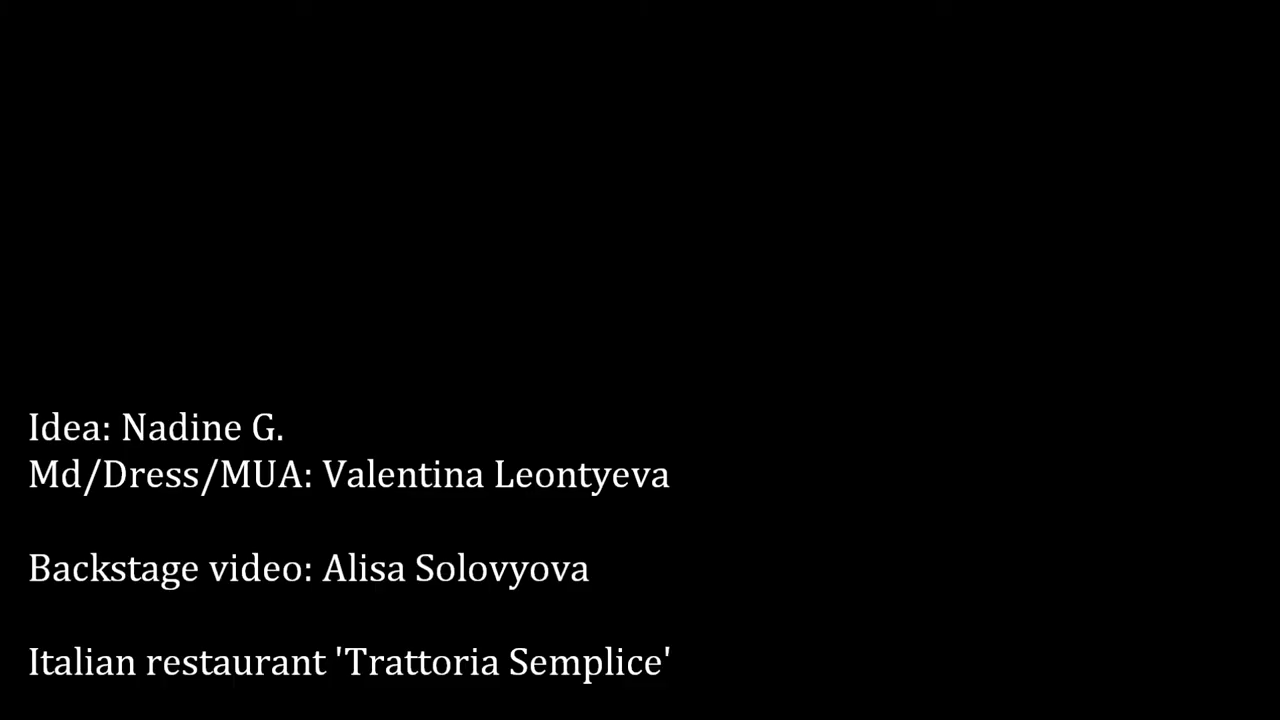 Idea: Nadine G.
Md/Dress/MUA: Valentina Leontyeva
Backstage video: Alisa Solovyova
Italian restaurant 'Trattoria Semplice'